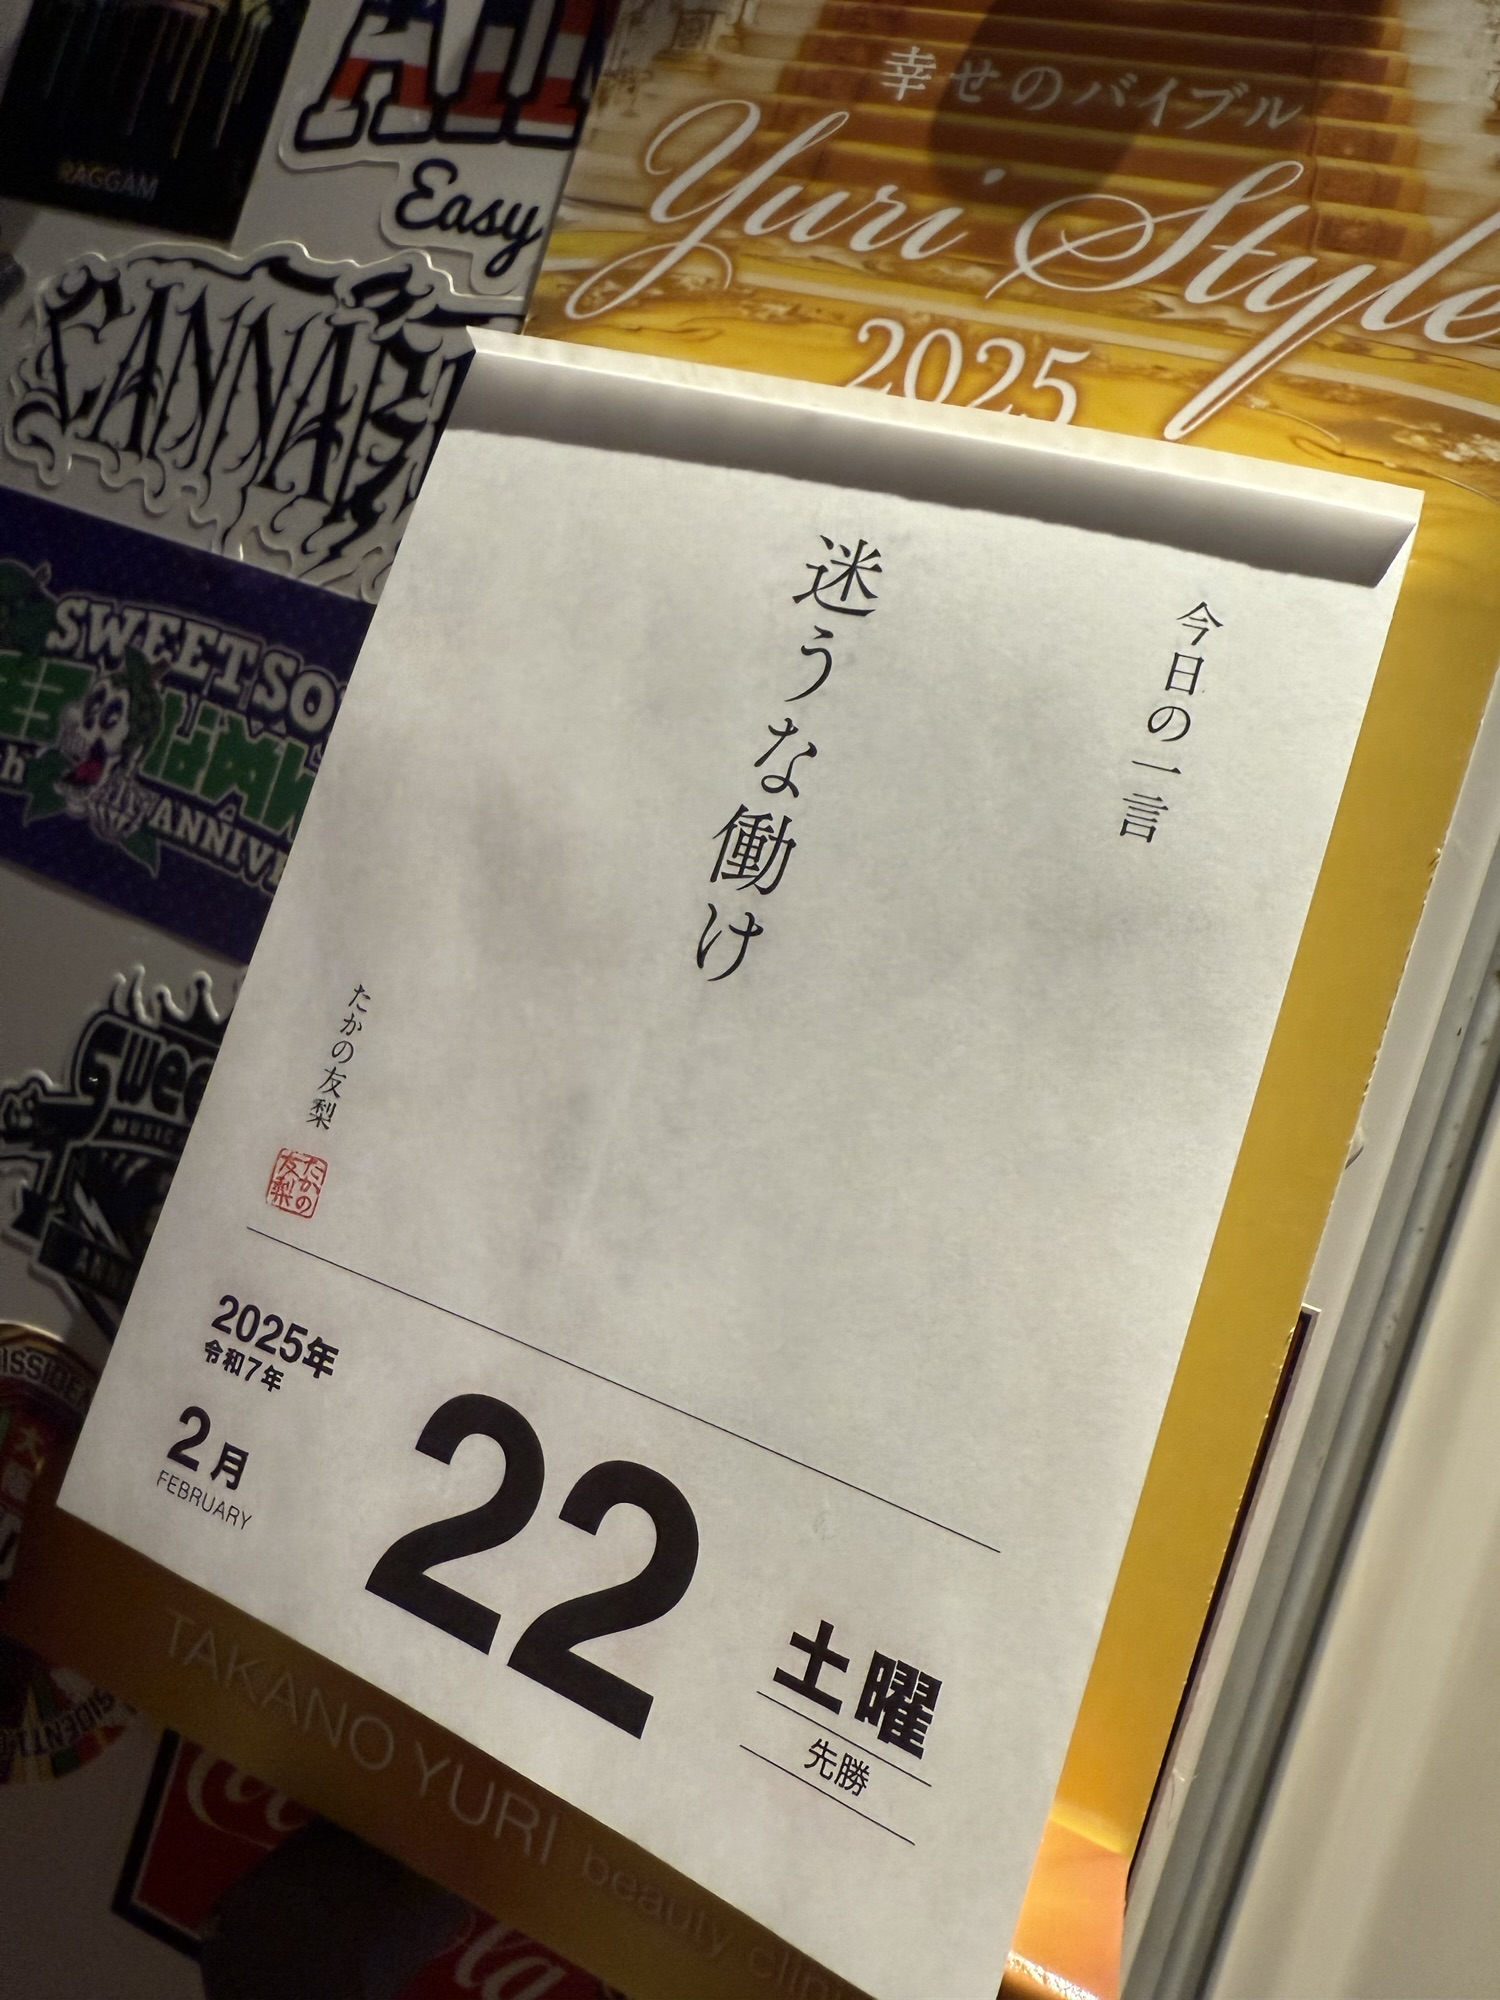 RAGGAM
Easy
幸せのバイブル
Yuri Style
2025
SWEET SO
ANNIV
MUSIC
今日の一言
迷うな働け
たかの友梨
たかの友梨
2025年
令和7年
2月
FEBRUARY
22
土曜
先勝
TAKANO YURI beauty clin